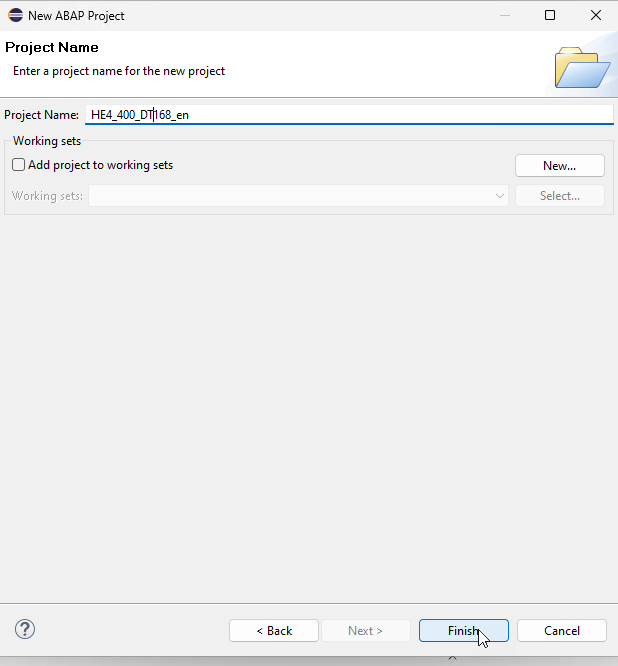 New ABAP Project
Project Name
Enter a project name for the new project
Project Name: HE4_400_DT168_en
Working sets
Add project to working sets
New...
Working sets:
Select...
?
< Back
Next >
Finish
Cancel